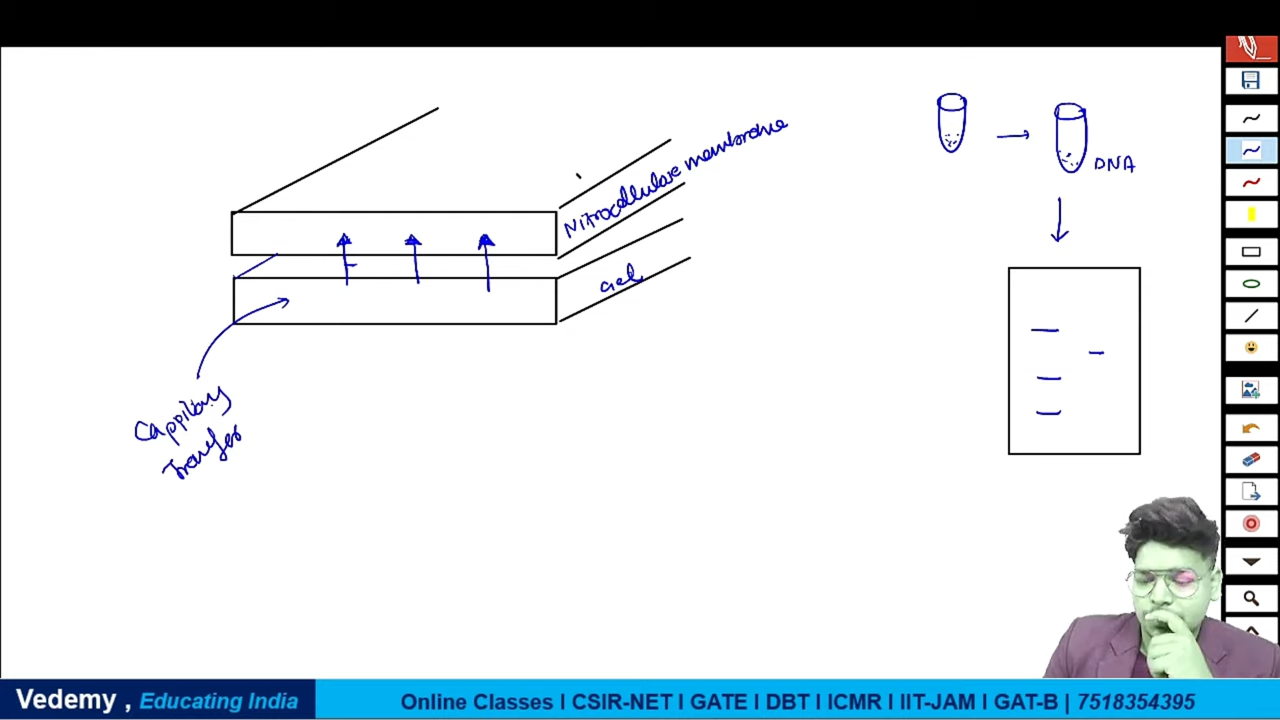 Nitrocellulose membrane
Gel
Cappilary
Transfer
DNA
Vedemy , Educating India
Online Classes I CSIR-NET I GATE I DBT I ICMR I IIT-JAM I GAT-B | 7518354395